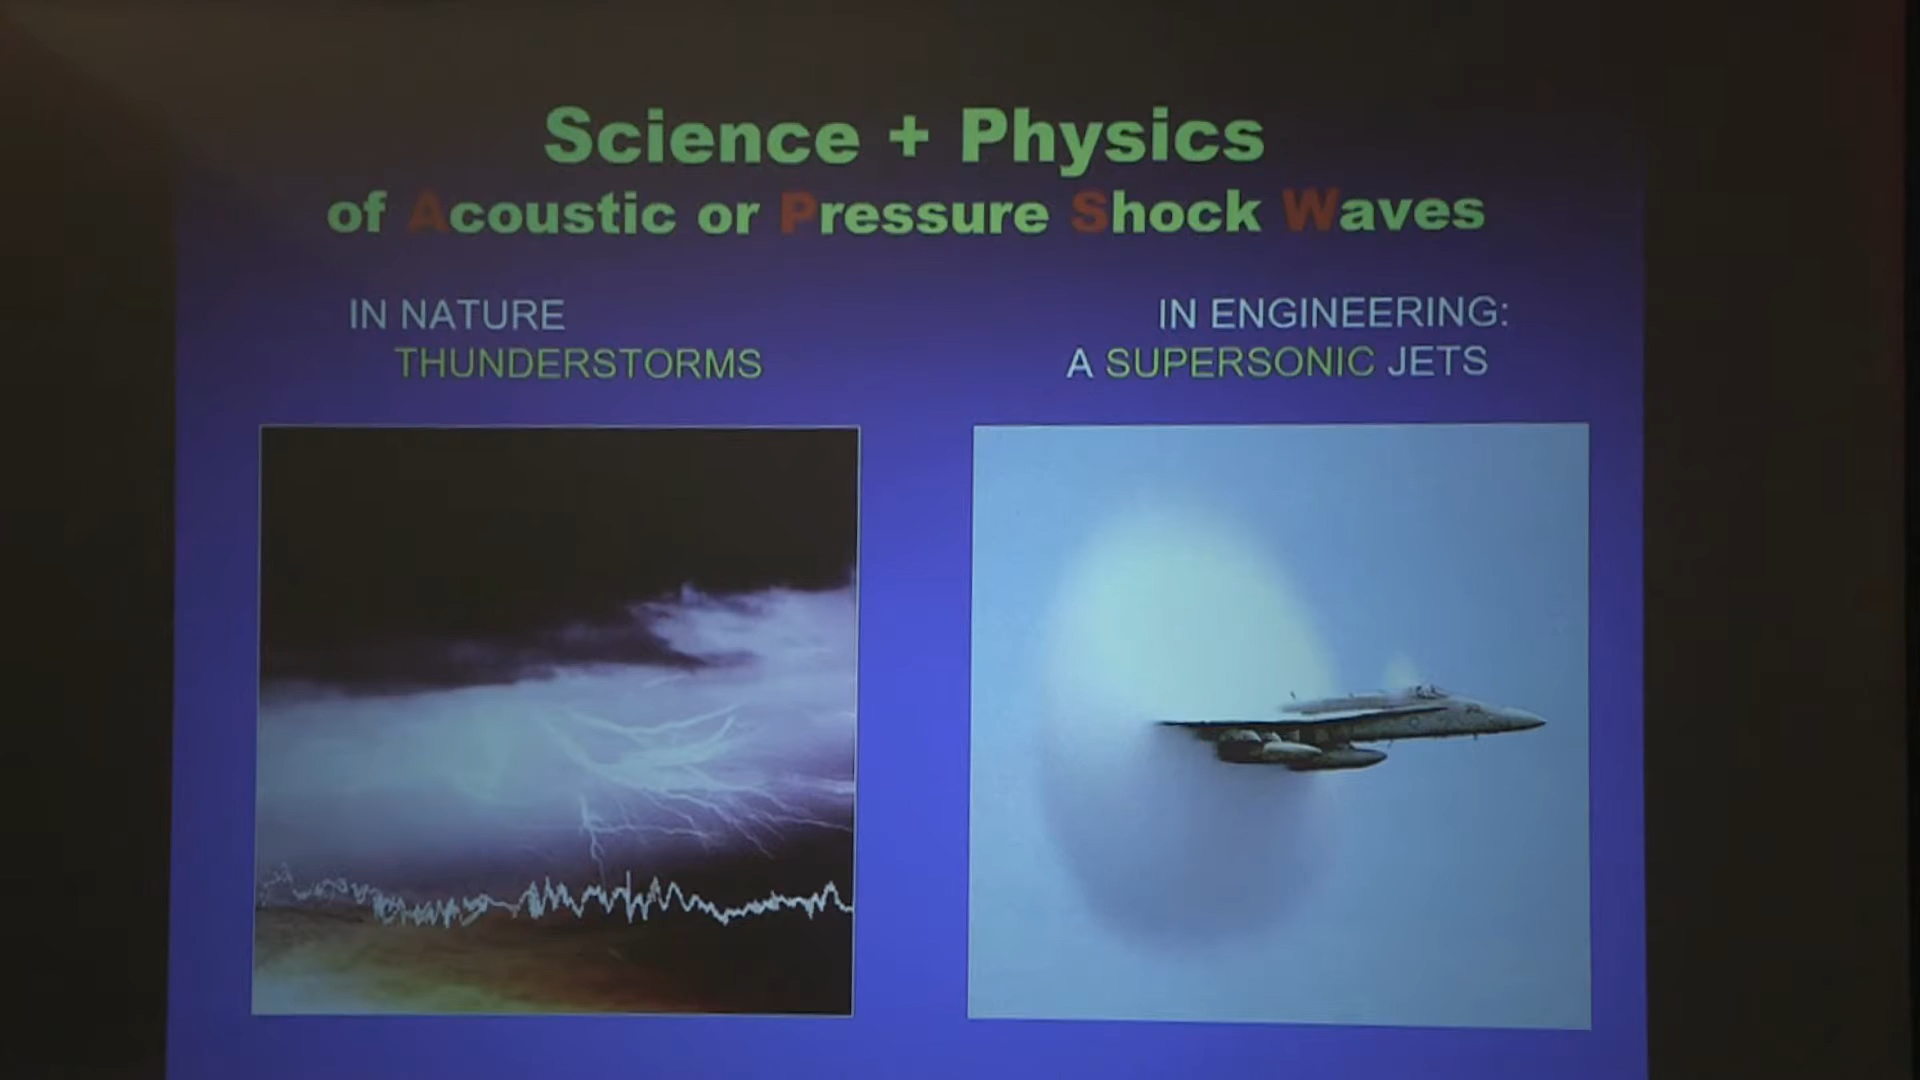 Science + Physics
of Acoustic or Pressure Shock Waves
IN NATURE
THUNDERSTORMS
IN ENGINEERING:
A SUPERSONIC JETS